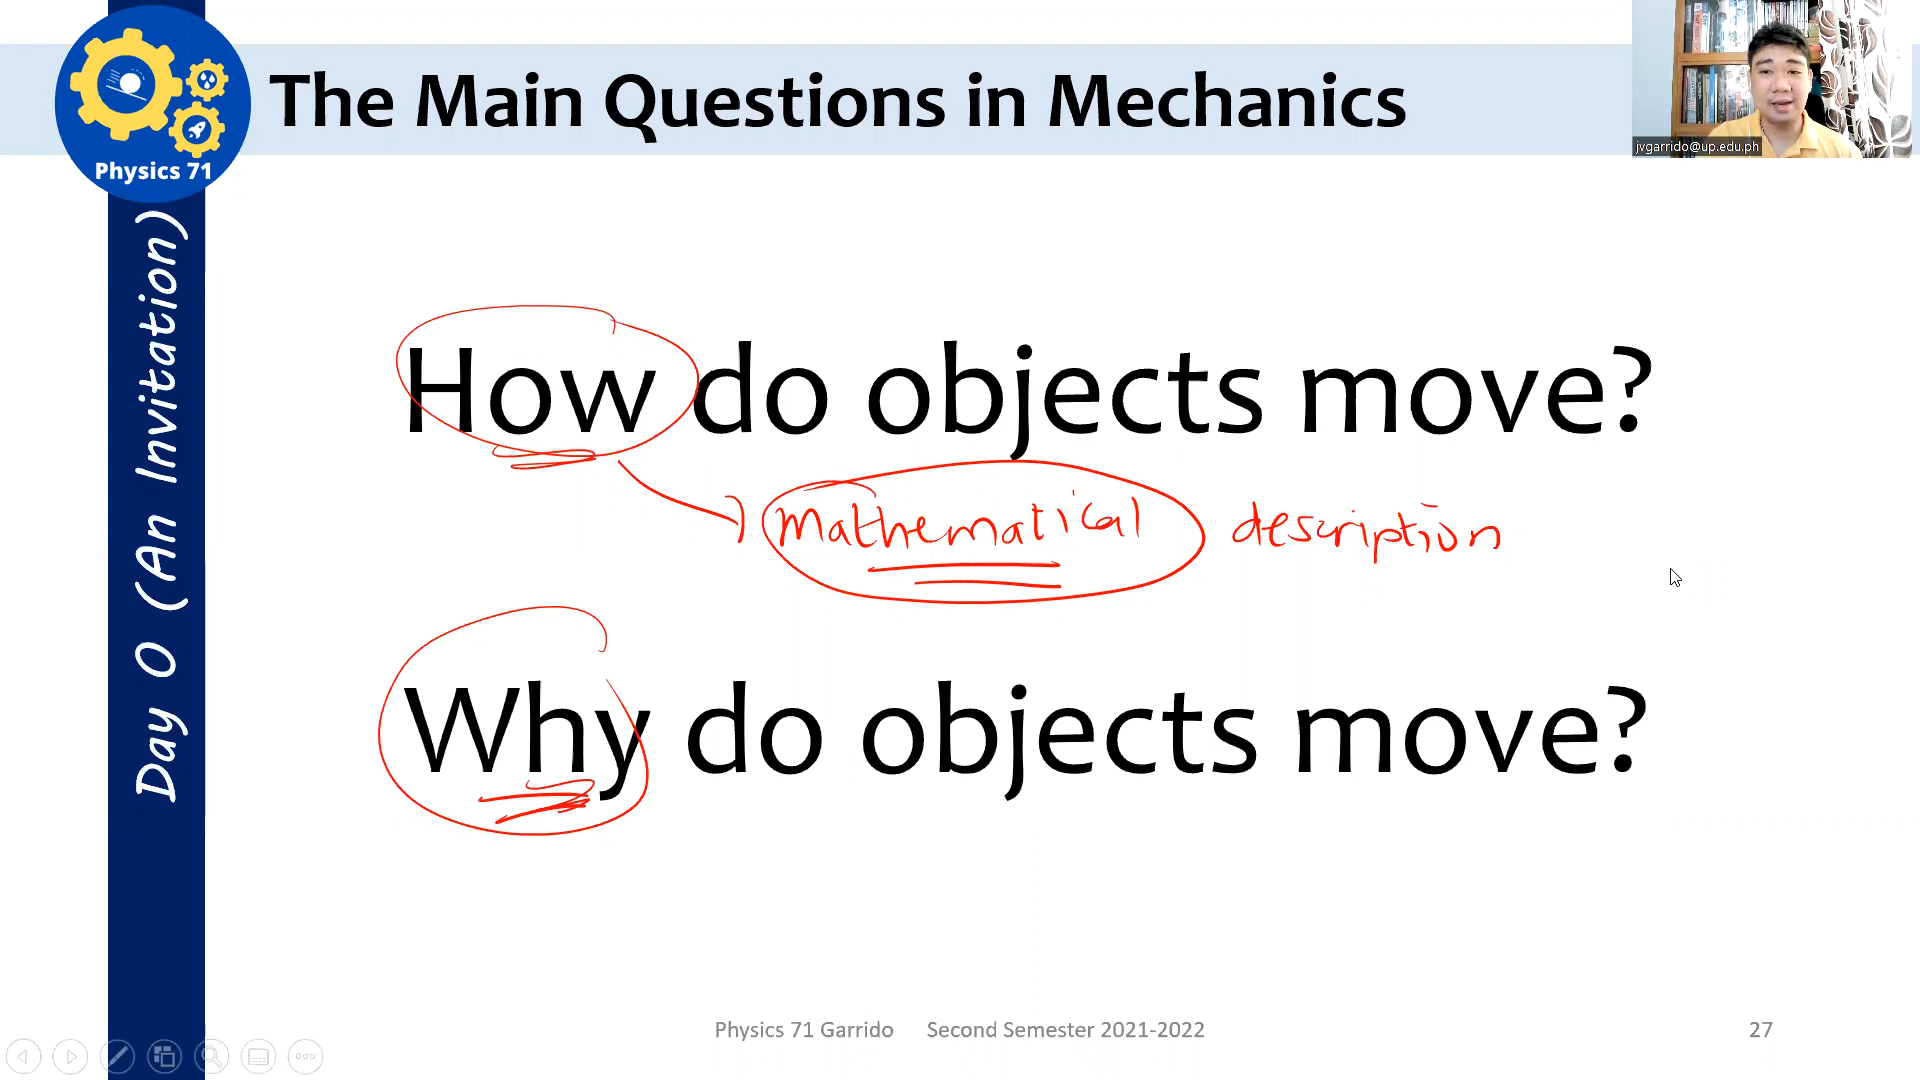 The Main Questions in Mechanics
jvgarrido@up.edu.ph
Physics 71
Day 0 (An Invitation)
How do objects move?
Mathematical description
Why do objects move?
Physics 71 Garrido Second Semester 2021-2022
27